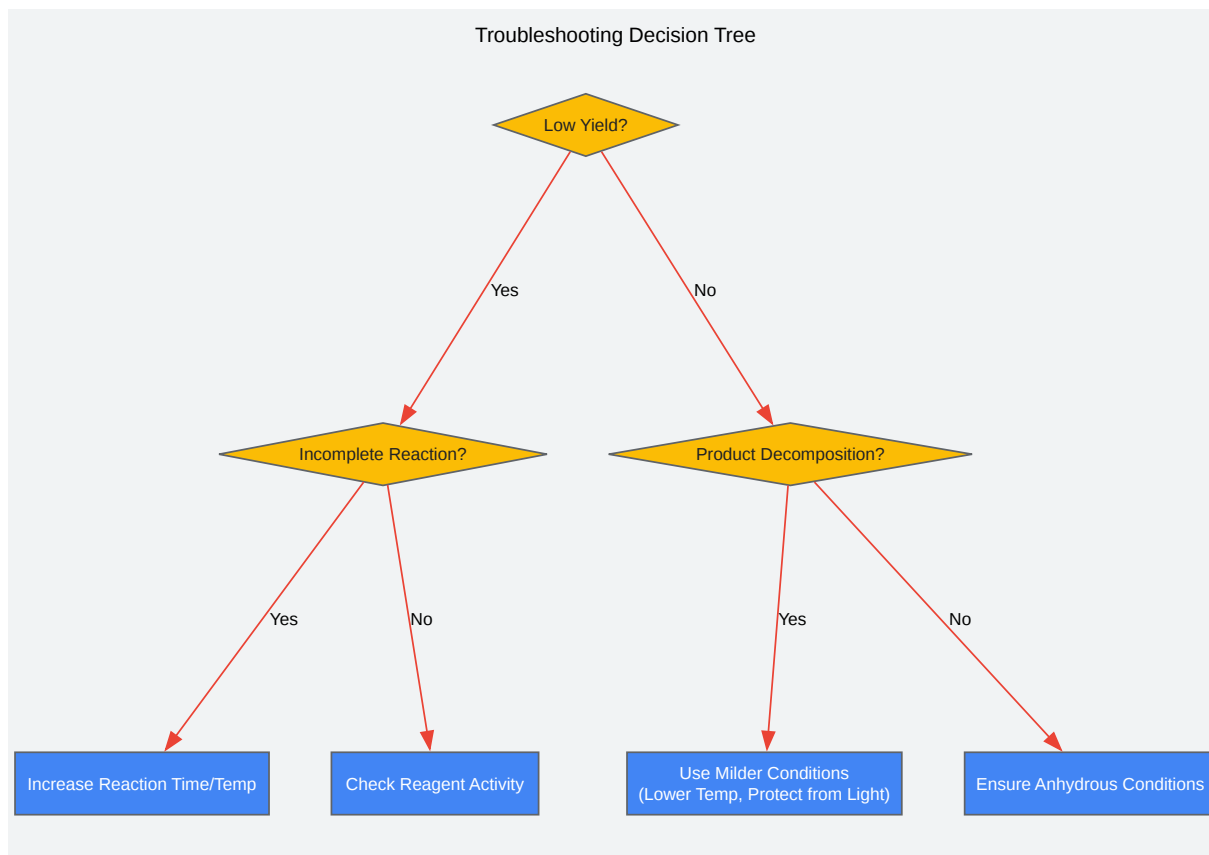 Troubleshooting Decision Tree
Low Yield?
Yes
No
Incomplete Reaction?
Product Decomposition?
Yes
No
Yes
No
Increase Reaction Time/Temp
Check Reagent Activity
Use Milder Conditions
(Lower Temp, Protect from Light)
Ensure Anhydrous Conditions